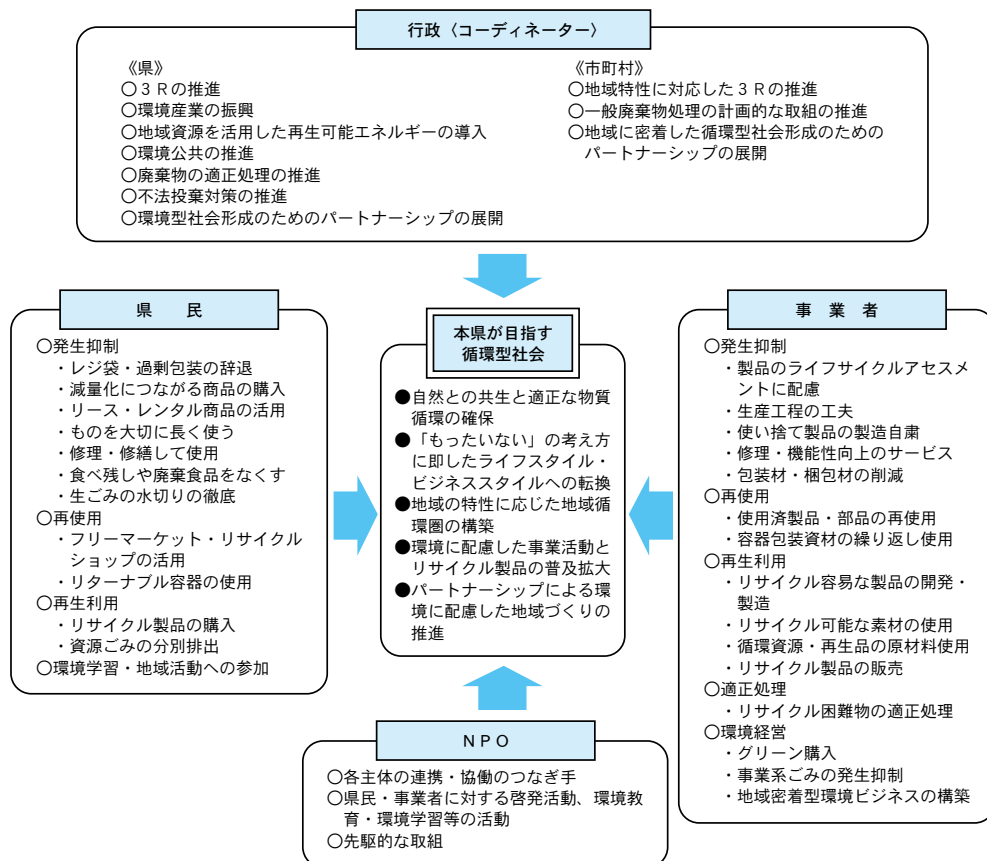 行政〈コーディネーター〉
《県》
○３Ｒの推進
○環境産業の振興
○地域資源を活用した再生可能エネルギーの導入
○環境公共の推進
○廃棄物の適正処理の推進
○不法投棄対策の推進
○環境型社会形成のためのパートナーシップの展開
《市町村》
○地域特性に対応した３Ｒの推進
○一般廃棄物処理の計画的な取組の推進
○地域に密着した循環型社会形成のための
パートナーシップの展開
県　民
○発生抑制
・レジ袋・過剰包装の辞退
・減量化につながる商品の購入
・リース・レンタル商品の活用
・ものを大切に長く使う
・修理・修繕して使用
・食べ残しや廃棄食品をなくす
・生ごみの水切りの徹底
○再使用
・フリーマーケット・リサイクル
ショップの活用
・リターナブル容器の使用
○再生利用
・リサイクル製品の購入
・資源ごみの分別排出
○環境学習・地域活動への参加
本県が目指す
循環型社会
●自然との共生と適正な物質
循環の確保
●「もったいない」の考え方
に即したライフスタイル・
ビジネススタイルへの転換
●地域の特性に応じた地域循
環圏の構築
●環境に配慮した事業活動と
リサイクル製品の普及拡大
●パートナーシップによる環
境に配慮した地域づくりの
推進
事　業　者
○発生抑制
・製品のライフサイクルアセスメ
ントに配慮
・生産工程の工夫
・使い捨て製品の製造自粛
・修理・機能性向上のサービス
・包装材・梱包材の削減
○再使用
・使用済製品・部品の再使用
・容器包装資材の繰り返し使用
○再生利用
・リサイクル容易な製品の開発・
製造
・リサイクル可能な素材の使用
・循環資源・再生品の原材料使用
・リサイクル製品の販売
○適正処理
・リサイクル困難物の適正処理
○環境経営
・グリーン購入
・事業系ごみの発生抑制
・地域密着型環境ビジネスの構築
ＮＰＯ
○各主体の連携・協働のつなぎ手
○県民・事業者に対する啓発活動、環境教
育・環境学習等の活動
○先駆的な取組